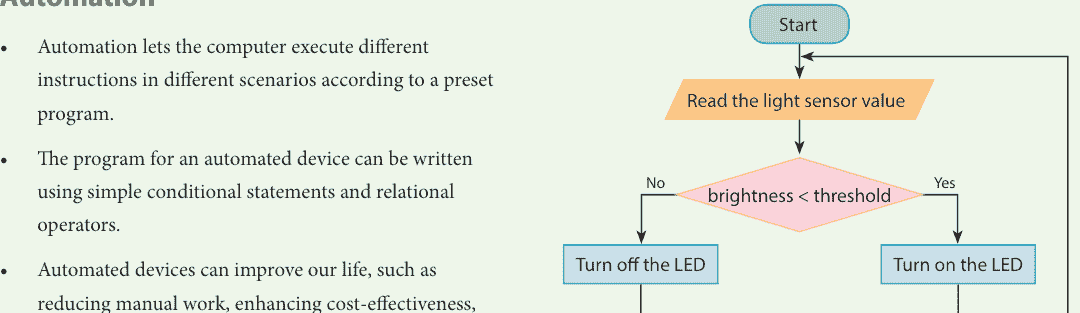 Automation
• Automation lets the computer execute different
instructions in different scenarios according to a preset
program.
• The program for an automated device can be written
using simple conditional statements and relational
operators.
• Automated devices can improve our life, such as
reducing manual work, enhancing cost-effectiveness,
Start
Read the light sensor value
No
brightness < threshold
Yes
Turn off the LED
Turn on the LED